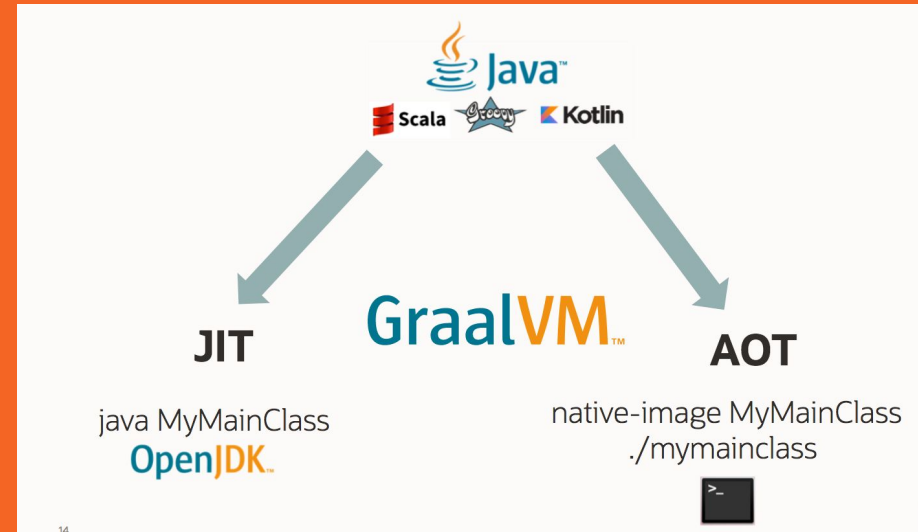 Java™
Scala Groovy Kotlin
GraalVM™
JIT
AOT
java MyMainClass
OpenJDK™
native-image MyMainClass
./mymainclass
>_
14